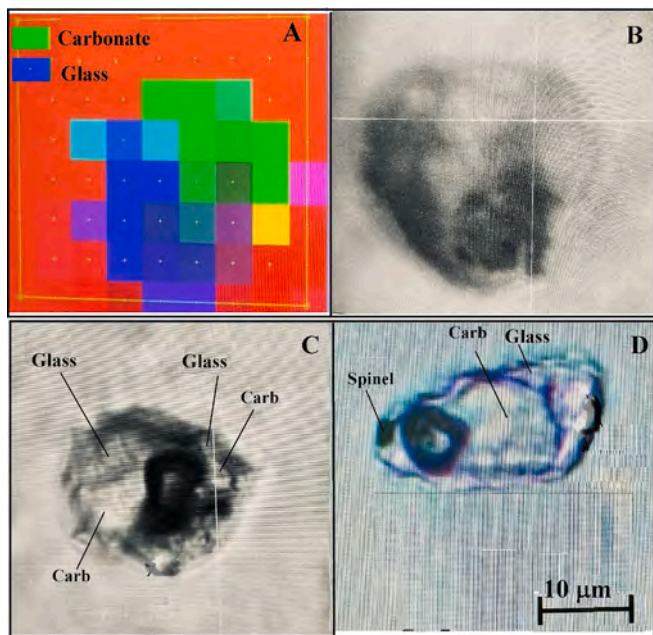 Carbonate
A
Glass
B
C
Glass
Glass
Carb
Carb
D
Carb
Glass
Spinel
10 μm